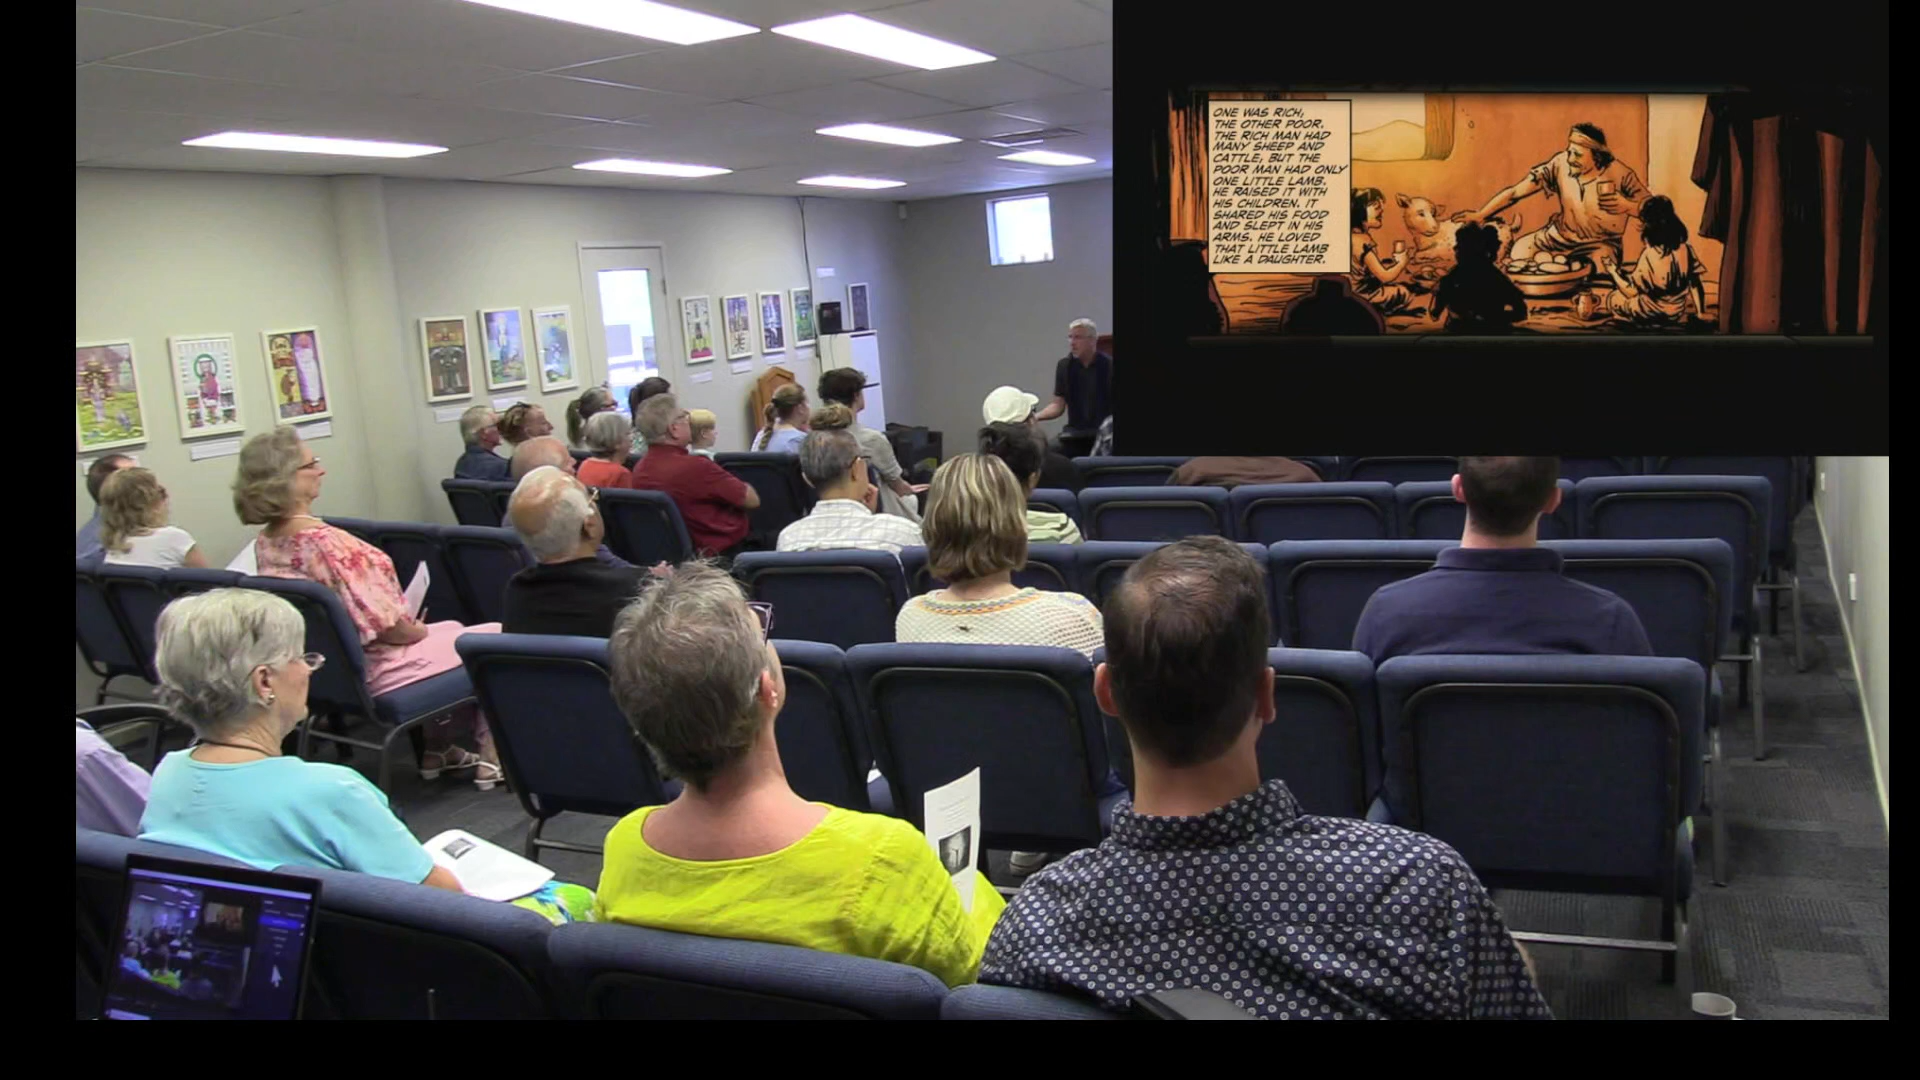 ONE WAS RICH,
THE OTHER POOR.
THE RICH MAN HAD
MANY SHEEP AND
CATTLE, BUT THE
POOR MAN HAD ONLY
ONE LITTLE LAMB.
HE RAISED IT WITH
HIS CHILDREN. IT
SHARED HIS FOOD
AND SLEPT IN HIS
ARMS. HE LOVED
THAT LITTLE LAMB
LIKE A DAUGHTER.